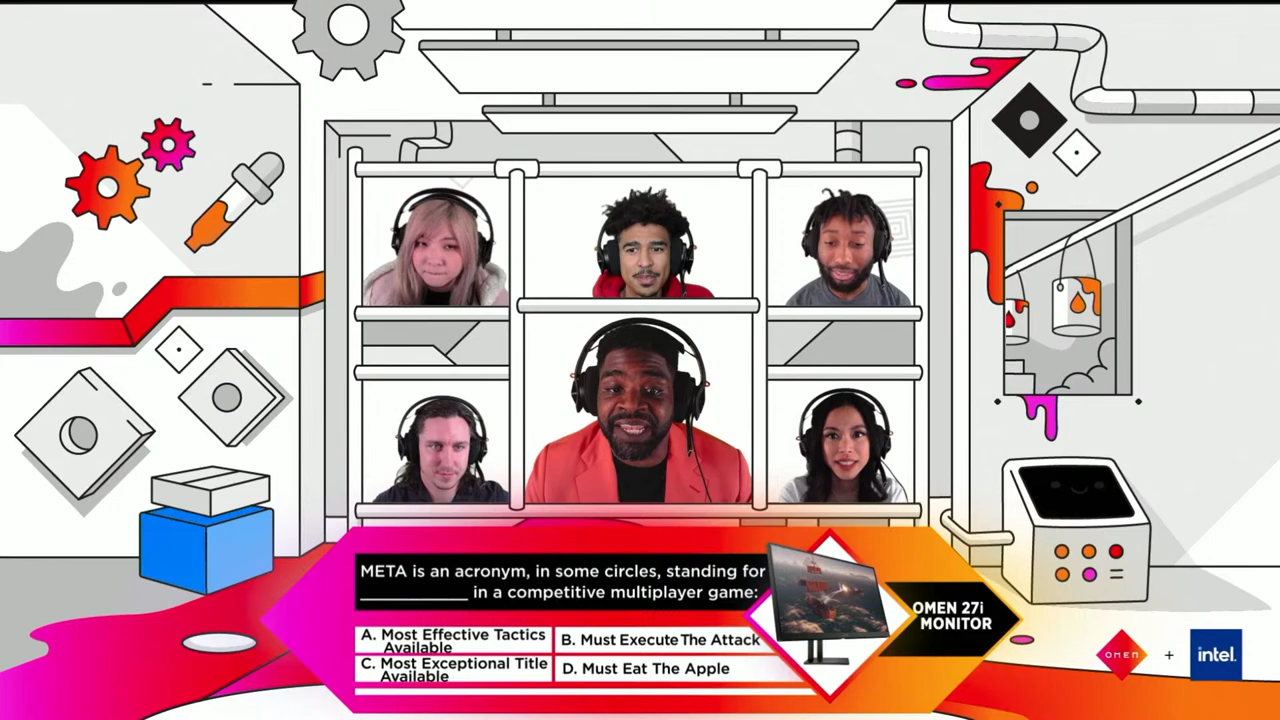 META is an acronym, in some circles, standing for
____________ in a competitive multiplayer game:
A. Most Effective Tactics
Available
B. Must Execute The Attack
C. Most Exceptional Title
Available
D. Must Eat The Apple
OMEN 27i
MONITOR
OMEN
+
intel.